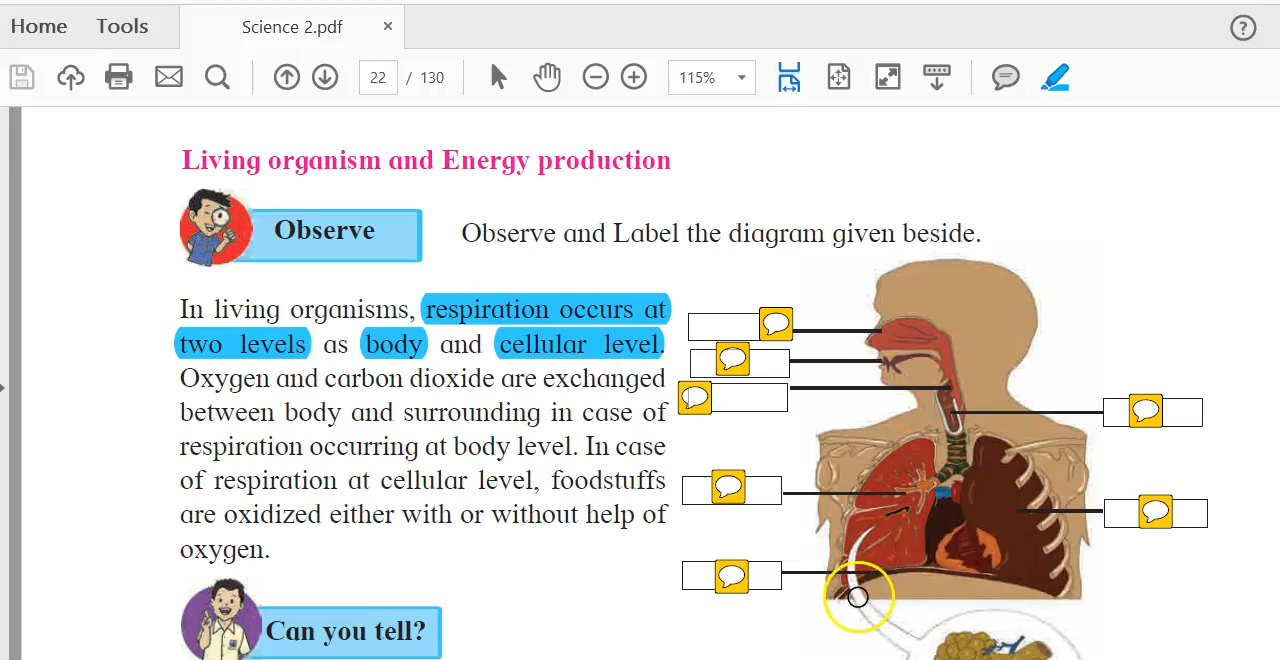 Home Tools Science 2.pdf × ?
22 / 130 115%
Living organism and Energy production
Observe
Observe and Label the diagram given beside.
In living organisms, respiration occurs at
two levels as body and cellular level.
Oxygen and carbon dioxide are exchanged
between body and surrounding in case of
respiration occurring at body level. In case
of respiration at cellular level, foodstuffs
are oxidized either with or without help of
oxygen.
Can you tell?